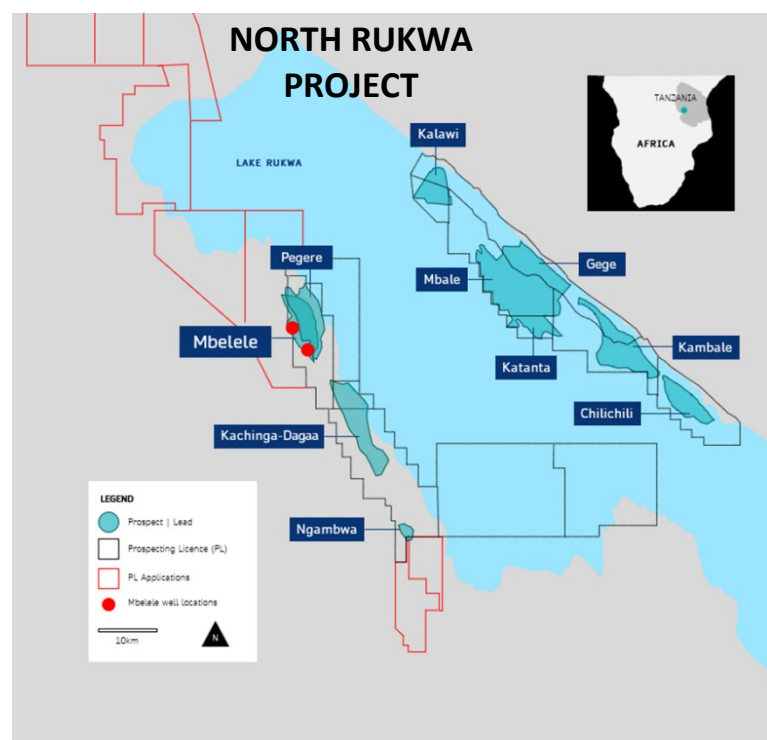 NORTH RUKWA
PROJECT
TANZANIA
AFRICA
Kalawi
LAKE RUKWA
Pegere
Gege
Mbale
Mbelele
Katanta
Kambale
Chilichili
Kachinga-Dagaa
Ngambwa
LEGEND
Prospect | Lead
Prospecting Licence (PL)
PL Applications
Mbelele well locations
10km
N